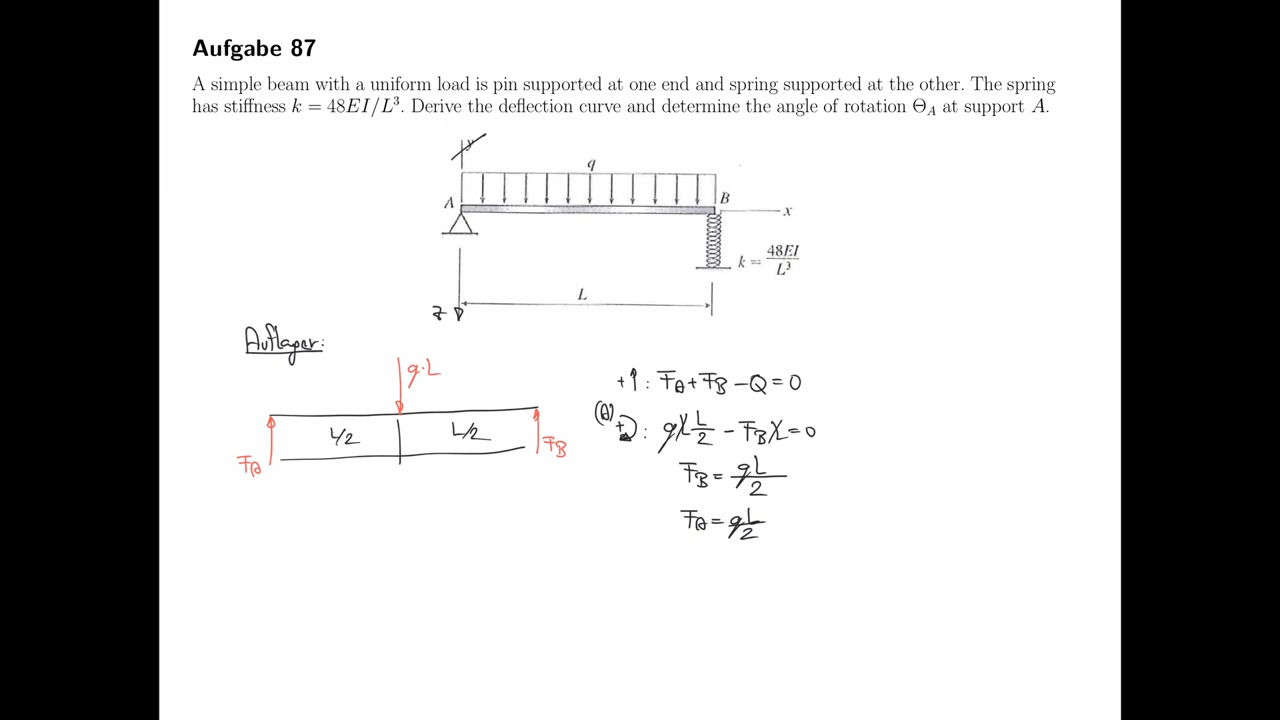 Aufgabe 87
A simple beam with a uniform load is pin supported at one end and spring supported at the other. The spring
has stiffness k = 48EI/L³. Derive the deflection curve and determine the angle of rotation Θ_A at support A.
y
q
A
B
x
k = 48EI/L³
L
z
Auflager:
q·L
L/2
L/2
F_A
F_B
+↑: F_A + F_B − Q = 0
(A)+↻: qL L/2 − F_B L = 0
F_B = qL/2
F_A = qL/2